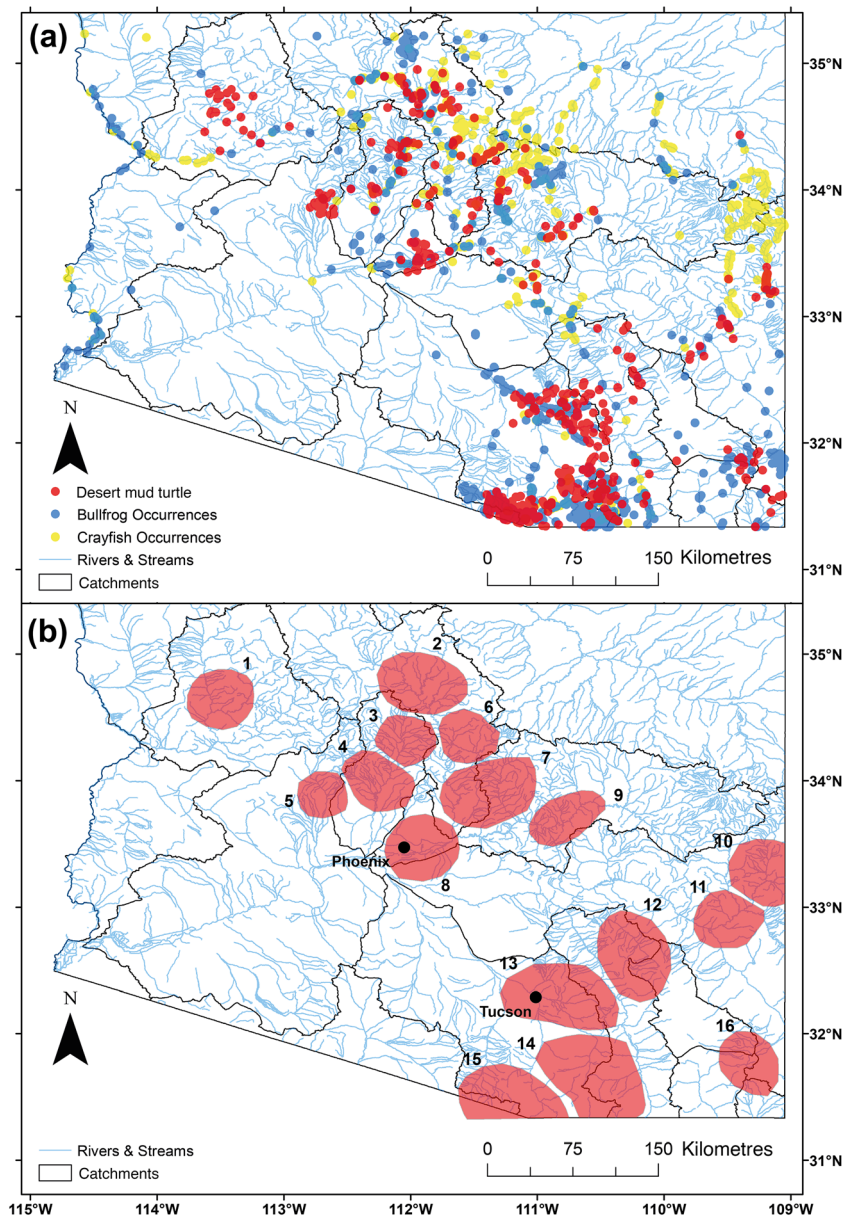 (a)
35°N
34°N
33°N
32°N
31°N
N
Desert mud turtle
Bullfrog Occurrences
Crayfish Occurrences
Rivers & Streams
Catchments
0 75 150 Kilometres
(b)
1
2
3
6
4
7
5
9
Phoenix
8
10
11
12
13
Tucson
14
15
16
35°N
34°N
33°N
32°N
31°N
N
Rivers & Streams
Catchments
0 75 150 Kilometres
115°W 114°W 113°W 112°W 111°W 110°W 109°W